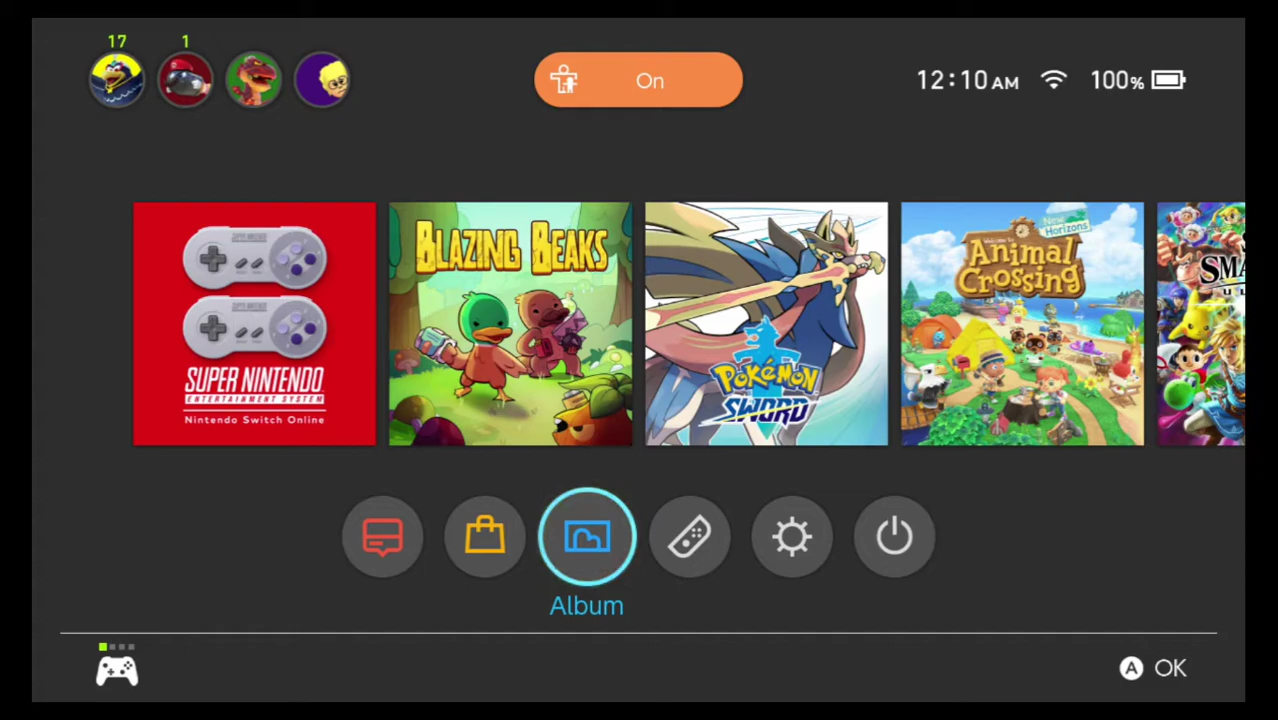 17
1
On
12:10 AM
100%
SUPER NINTENDO
ENTERTAINMENT SYSTEM
Nintendo Switch Online
BLAZING BEAKS
POKéMON
SWORD
New
Horizons
Animal
Crossing
Album
A OK